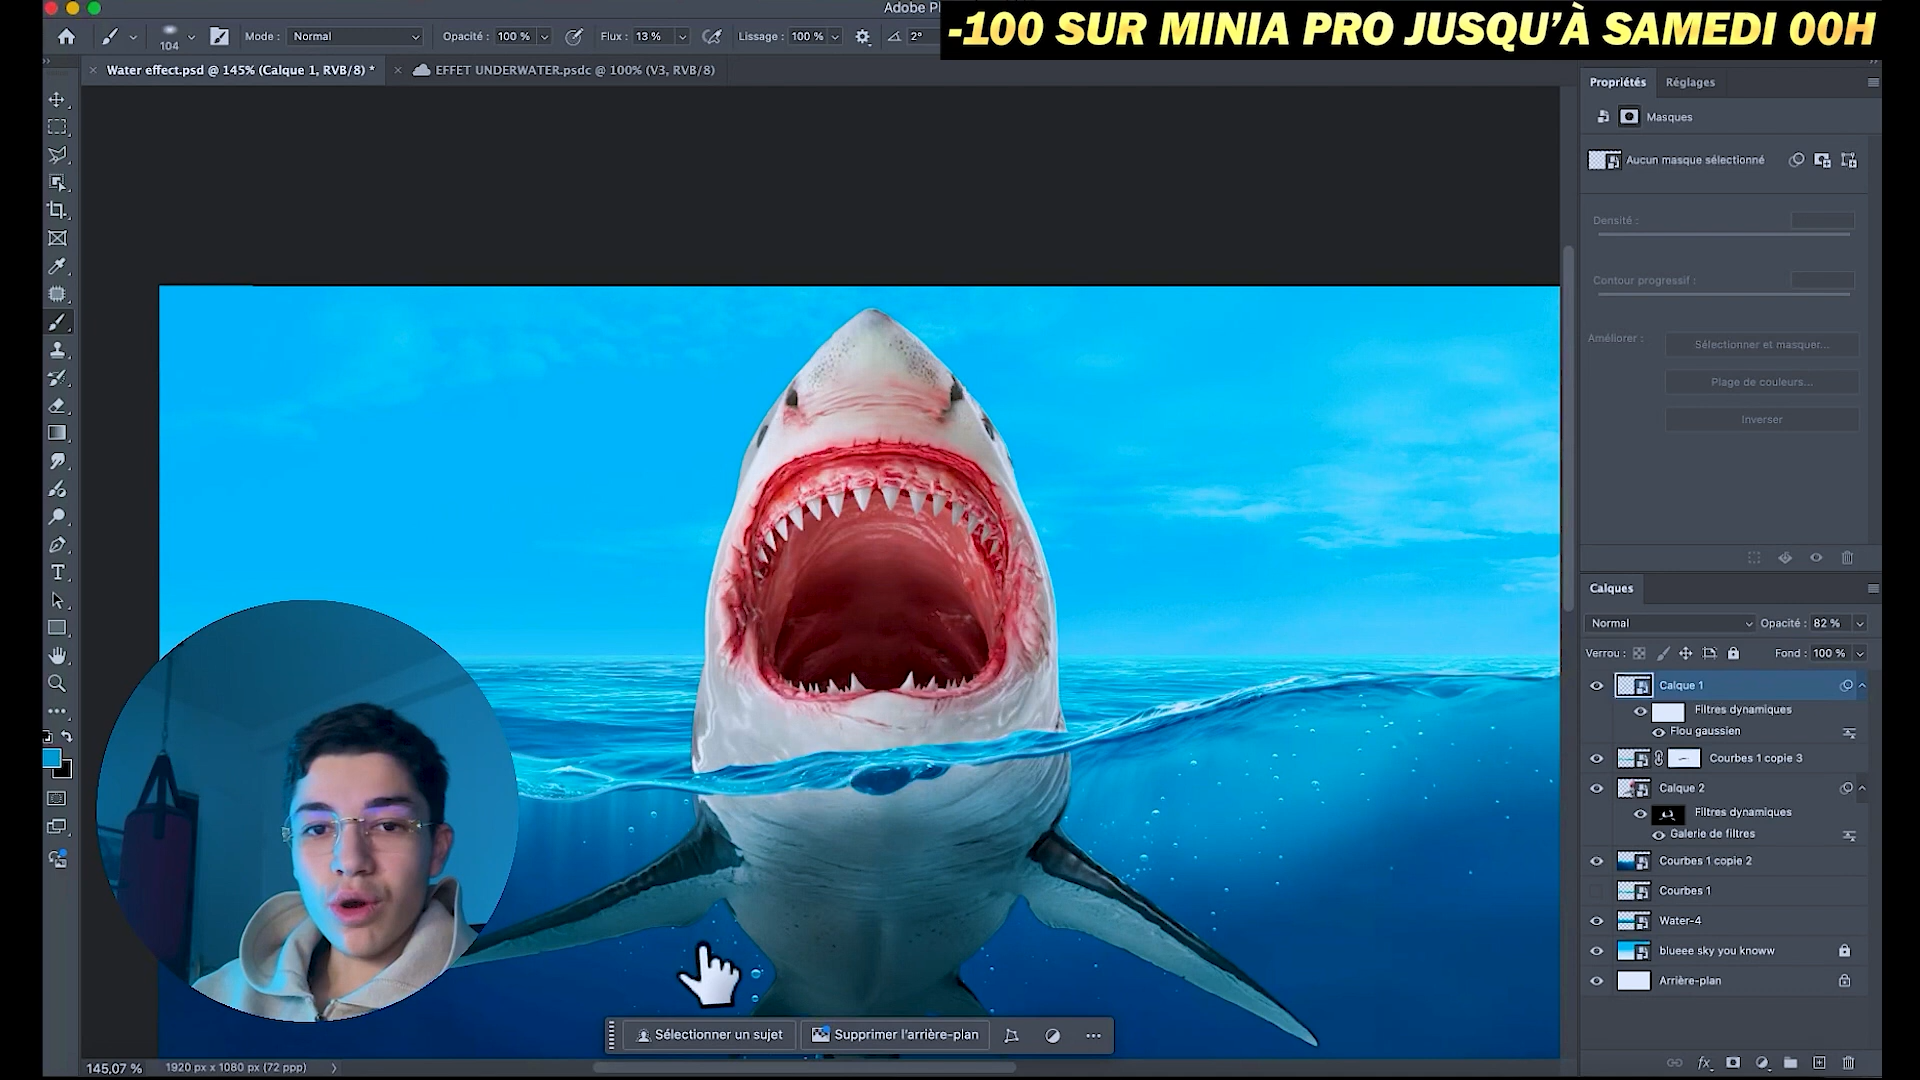 Adobe P
-100 SUR MINIA PRO JUSQU'À SAMEDI 00H
104
Mode : Normal
Opacité : 100 %
Flux : 13 %
Lissage : 100 %
2°
Water effect.psd @ 145% (Calque 1, RVB/8) *
EFFET UNDERWATER.psdc @ 100% (V3, RVB/8)
Propriétés
Réglages
Masques
Aucun masque sélectionné
Densité :
Contour progressif :
Améliorer :
Sélectionner et masquer...
Plage de couleurs...
Inverser
Calques
Normal
Opacité : 82 %
Verrou :
Fond : 100 %
Calque 1
Filtres dynamiques
Flou gaussien
Courbes 1 copie 3
Calque 2
Filtres dynamiques
Galerie de filtres
Courbes 1 copie 2
Courbes 1
Water-4
blueee sky you knoww
Arrière-plan
fx
Sélectionner un sujet
Supprimer l'arrière-plan
145,07 %
1920 px x 1080 px (72 ppp)